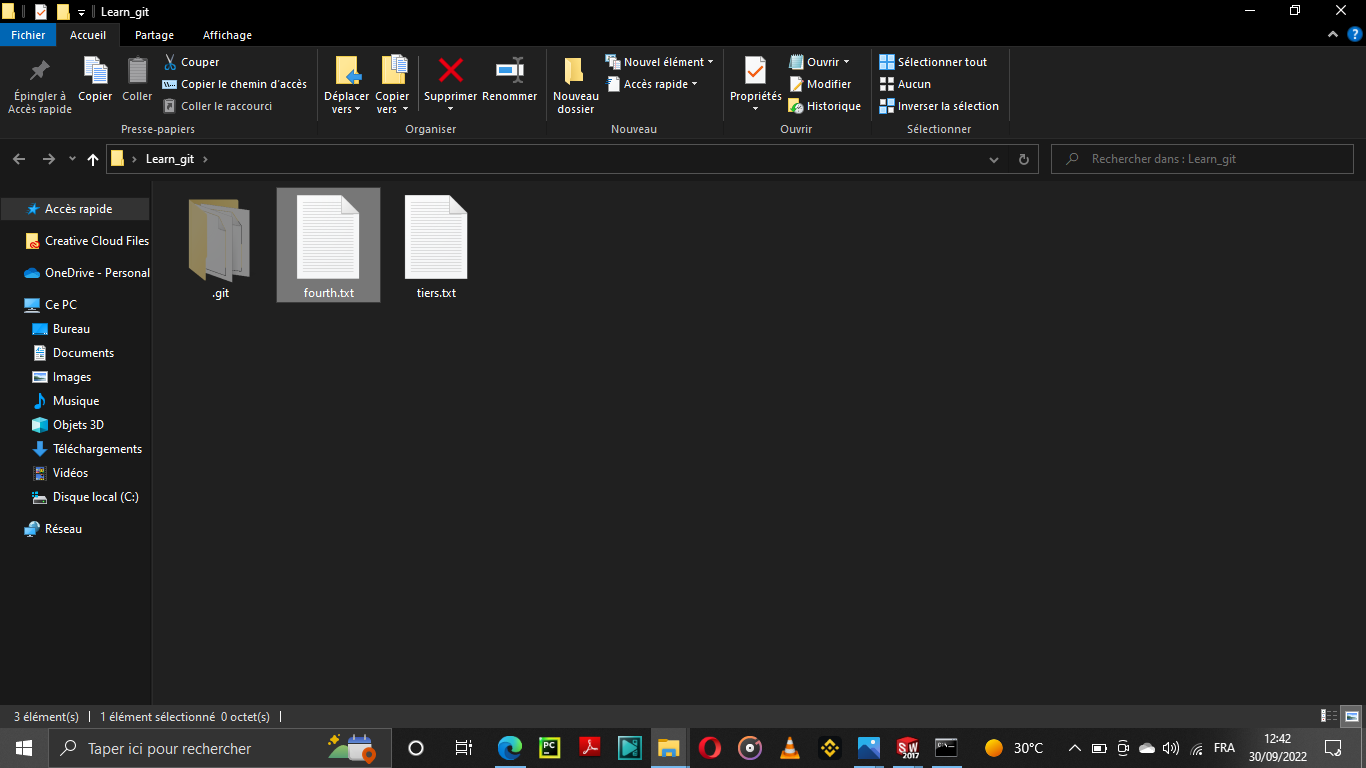 Learn_git
Fichier Accueil Partage Affichage
Épingler à Accès rapide
Copier
Coller
Couper
Copier le chemin d'accès
Coller le raccourci
Presse-papiers
Déplacer vers
Copier vers
Supprimer
Renommer
Organiser
Nouveau dossier
Nouvel élément
Accès rapide
Nouveau
Propriétés
Ouvrir
Modifier
Historique
Ouvrir
Sélectionner tout
Aucun
Inverser la sélection
Sélectionner
Learn_git
Rechercher dans : Learn_git
Accès rapide
Creative Cloud Files
OneDrive - Personal
Ce PC
Bureau
Documents
Images
Musique
Objets 3D
Téléchargements
Vidéos
Disque local (C:)
Réseau
.git
fourth.txt
tiers.txt
3 élément(s) 1 élément sélectionné 0 octet(s)
Taper ici pour rechercher
PC
SW
2017
30°C
FRA
12:42
30/09/2022